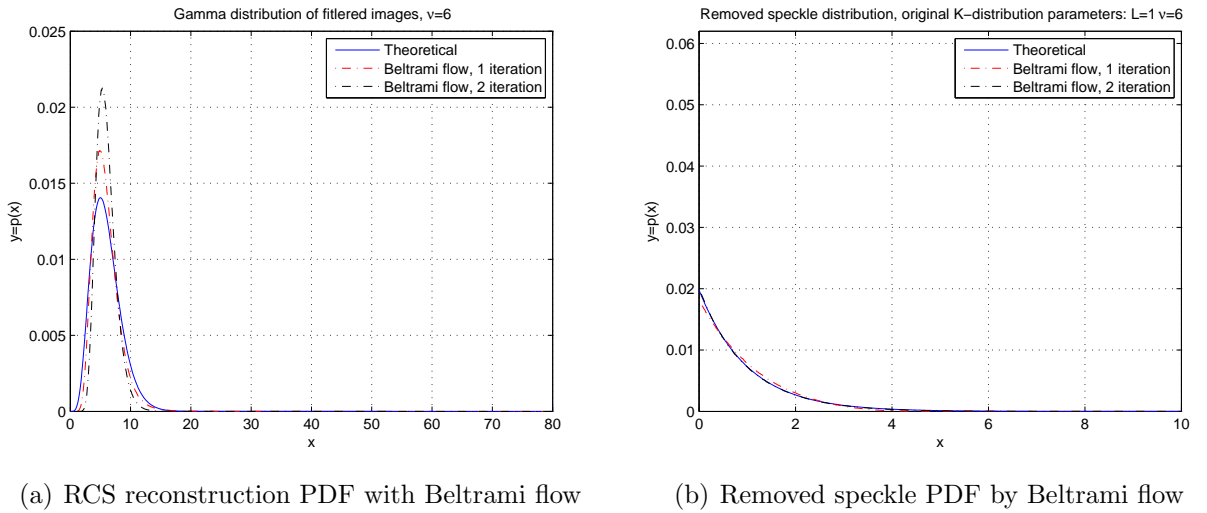 Gamma distribution of fitlered images, ν=6
0.025
0.02
0.015
0.01
0.005
0
y=p(x)
0 10 20 30 40 50 60 70 80
x
Theoretical
Beltrami flow, 1 iteration
Beltrami flow, 2 iteration
(a) RCS reconstruction PDF with Beltrami flow
Removed speckle distribution, original K−distribution parameters: L=1 ν=6
0.06
0.05
0.04
0.03
0.02
0.01
0
y=p(x)
0 2 4 6 8 10
x
Theoretical
Beltrami flow, 1 iteration
Beltrami flow, 2 iteration
(b) Removed speckle PDF by Beltrami flow